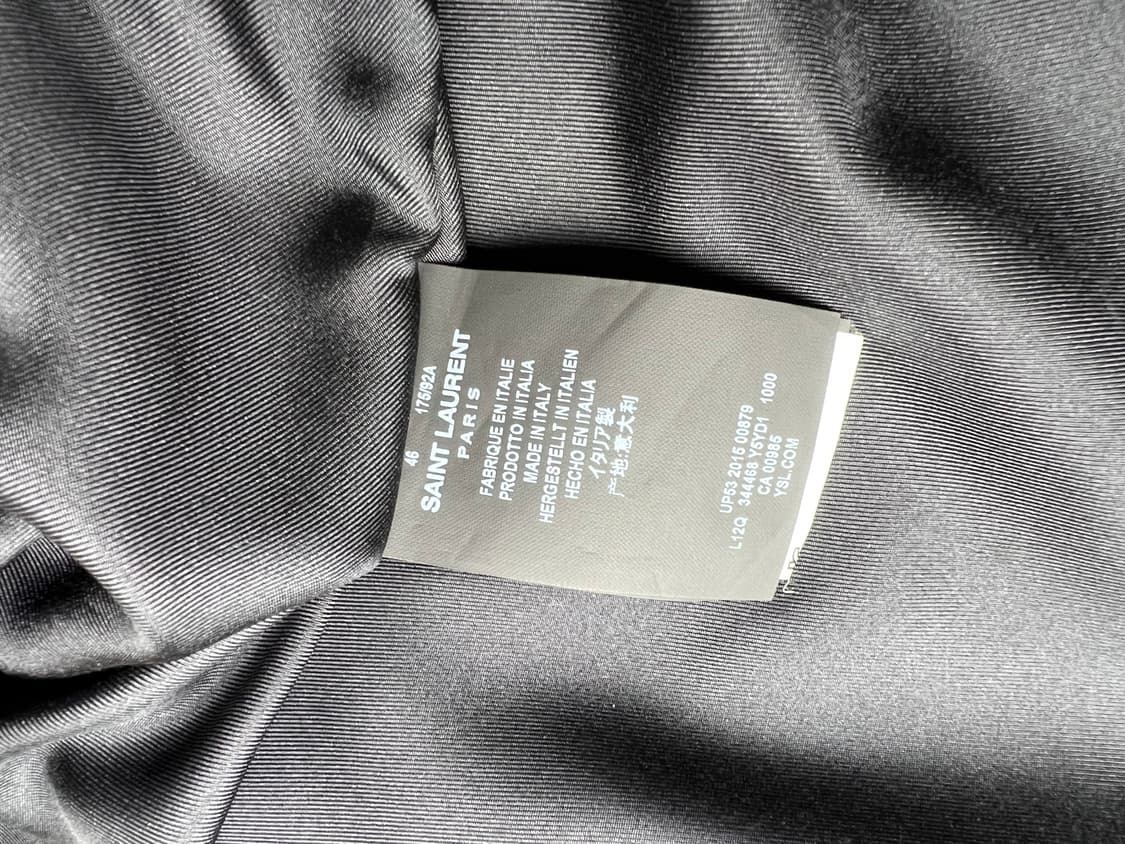 46 175/92A
SAINT LAURENT
PARIS
FABRIQUE EN ITALIE
PRODOTTO IN ITALIA
MADE IN ITALY
HERGESTELLT IN ITALIEN
HECHO EN ITALIA
イタリア製
产地:意大利
UP53 2015 00879
L12Q 344468 Y5YD1 1000
CA 00985
YSL.COM